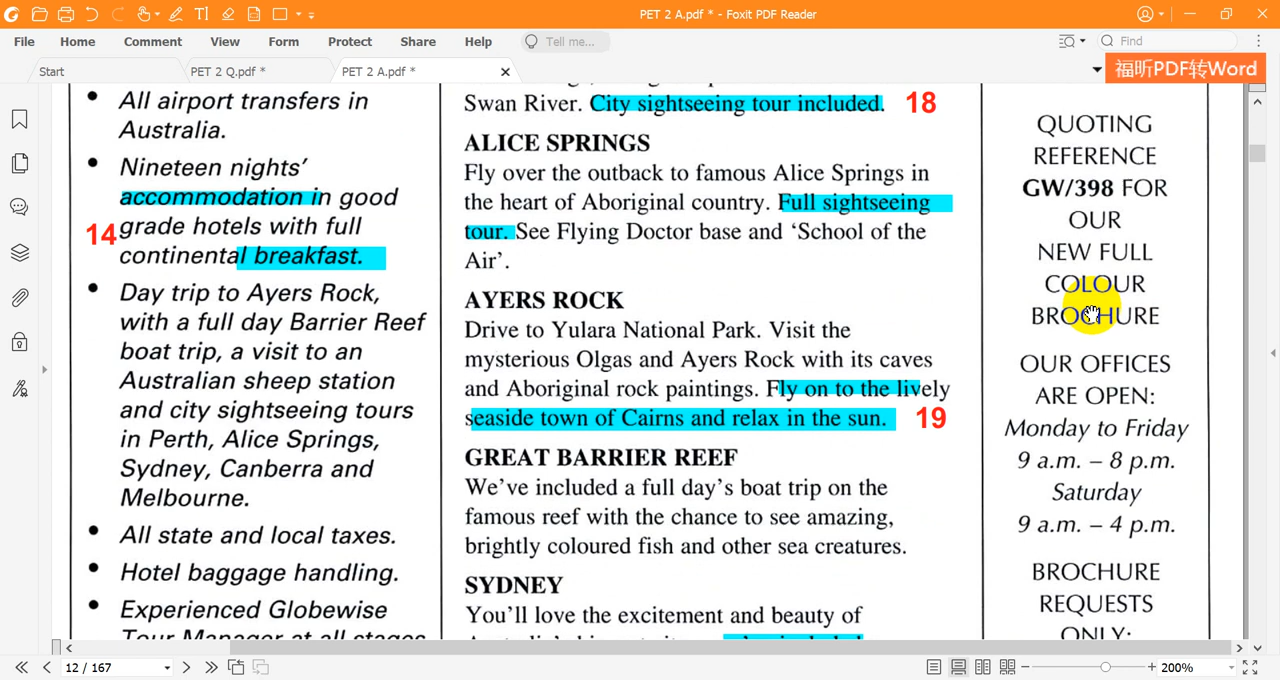 PET 2 A.pdf * - Foxit PDF Reader
File Home Comment View Form Protect Share Help Tell me... Find
Start PET 2 Q.pdf * PET 2 A.pdf * 福昕PDF转Word
All airport transfers in
Australia.
Nineteen nights’
accommodation in good
14
grade hotels with full
continental breakfast.
Day trip to Ayers Rock,
with a full day Barrier Reef
boat trip, a visit to an
Australian sheep station
and city sightseeing tours
in Perth, Alice Springs,
Sydney, Canberra and
Melbourne.
All state and local taxes.
Hotel baggage handling.
Experienced Globewise
Tour Manager at all stages
Swan River. City sightseeing tour included. 18
ALICE SPRINGS
Fly over the outback to famous Alice Springs in
the heart of Aboriginal country. Full sightseeing
tour. See Flying Doctor base and ‘School of the
Air’.
AYERS ROCK
Drive to Yulara National Park. Visit the
mysterious Olgas and Ayers Rock with its caves
and Aboriginal rock paintings. Fly on to the lively
seaside town of Cairns and relax in the sun. 19
GREAT BARRIER REEF
We’ve included a full day’s boat trip on the
famous reef with the chance to see amazing,
brightly coloured fish and other sea creatures.
SYDNEY
You’ll love the excitement and beauty of
QUOTING
REFERENCE
GW/398 FOR
OUR
NEW FULL
COLOUR
BROCHURE
OUR OFFICES
ARE OPEN:
Monday to Friday
9 a.m. – 8 p.m.
Saturday
9 a.m. – 4 p.m.
BROCHURE
REQUESTS
ONLY:
12 / 167 200%